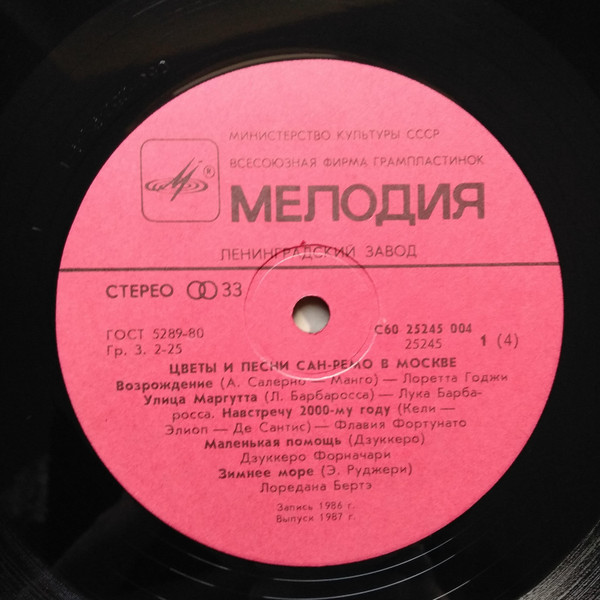 МИНИСТЕРСТВО КУЛЬТУРЫ СССР
ВСЕСОЮЗНАЯ ФИРМА ГРАМПЛАСТИНОК
®
МЕЛОДИЯ
ЛЕНИНГРАДСКИЙ ЗАВОД
СТЕРЕО 33
ГОСТ 5289-80
Гр. 3. 2-25
С60 25245 004
25245
1 (4)
ЦВЕТЫ И ПЕСНИ САН-РЕМО В МОСКВЕ
Возрождение (А. Салерно — Манго) — Лоретта Годжи
Улица Маргутта (Л. Барбаросса) — Лука Барба-
росса. Навстречу 2000-му году (Кели —
Элиоп — Де Сантис) — Флавия Фортунато
Маленькая помощь (Дзуккеро)
Дзуккеро Форначари
Зимнее море (Э. Руджери)
Лоредана Бертэ
Запись 1986 г.
Выпуск 1987 г.